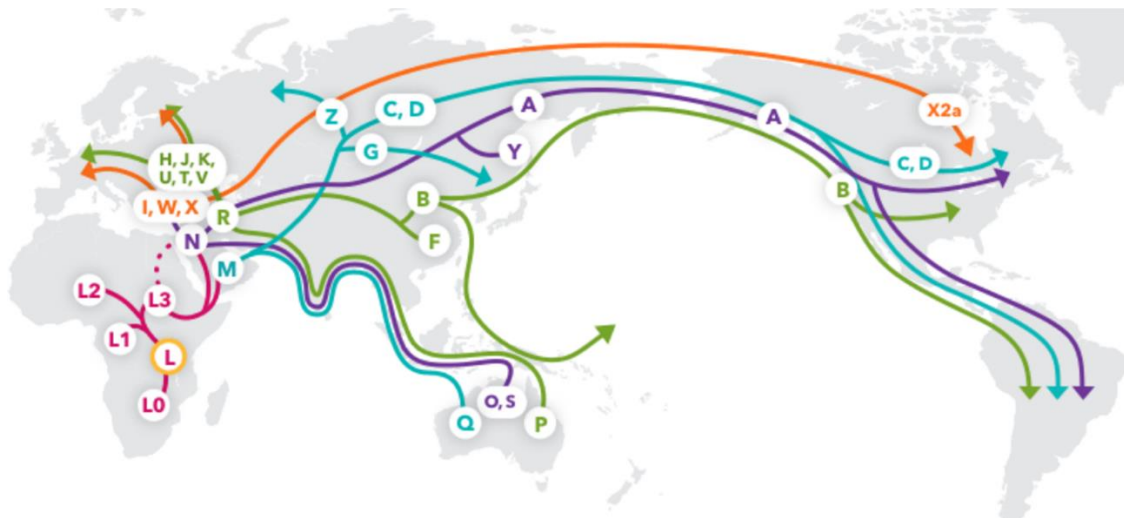 X2a
A
Z
C, D
A
G
Y
H, J, K,
U, T, V
C, D
B
B
I, W, X
R
N
F
M
L2
L3
L1
L
L0
O, S
Q
P